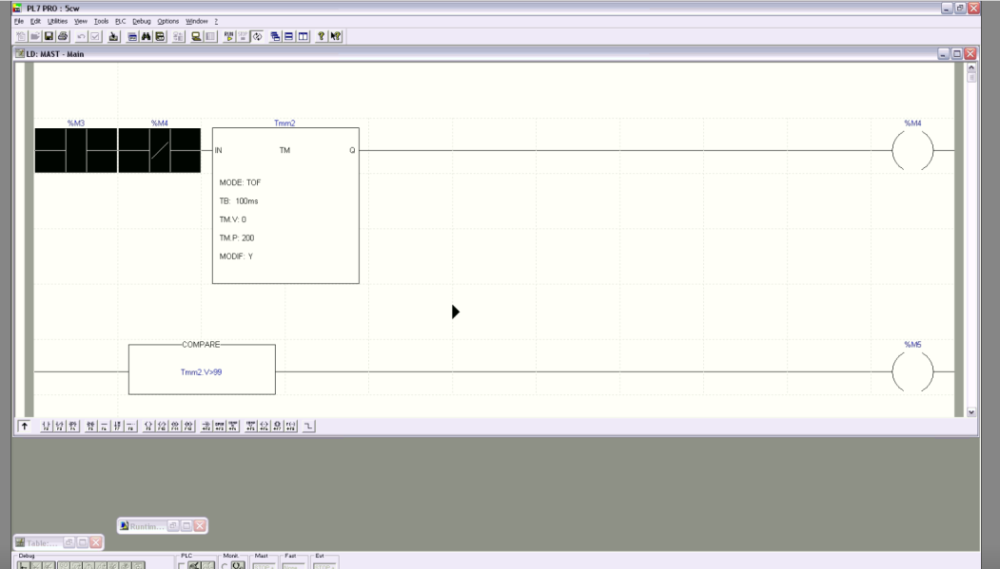 PL7 PRO : 5cw
File Edit Utilities View Tools PLC Debug Options Window ?
LD: MAST - Main
%M3 %M4 Tmm2 %M4
IN TM Q
MODE: TOF
TB: 100ms
TM.V: 0
TM.P: 200
MODIF: Y
COMPARE %M5
Tmm2.V>99
Runtim...
Table:...
Debug PLC Monit. Mast Fast Evt